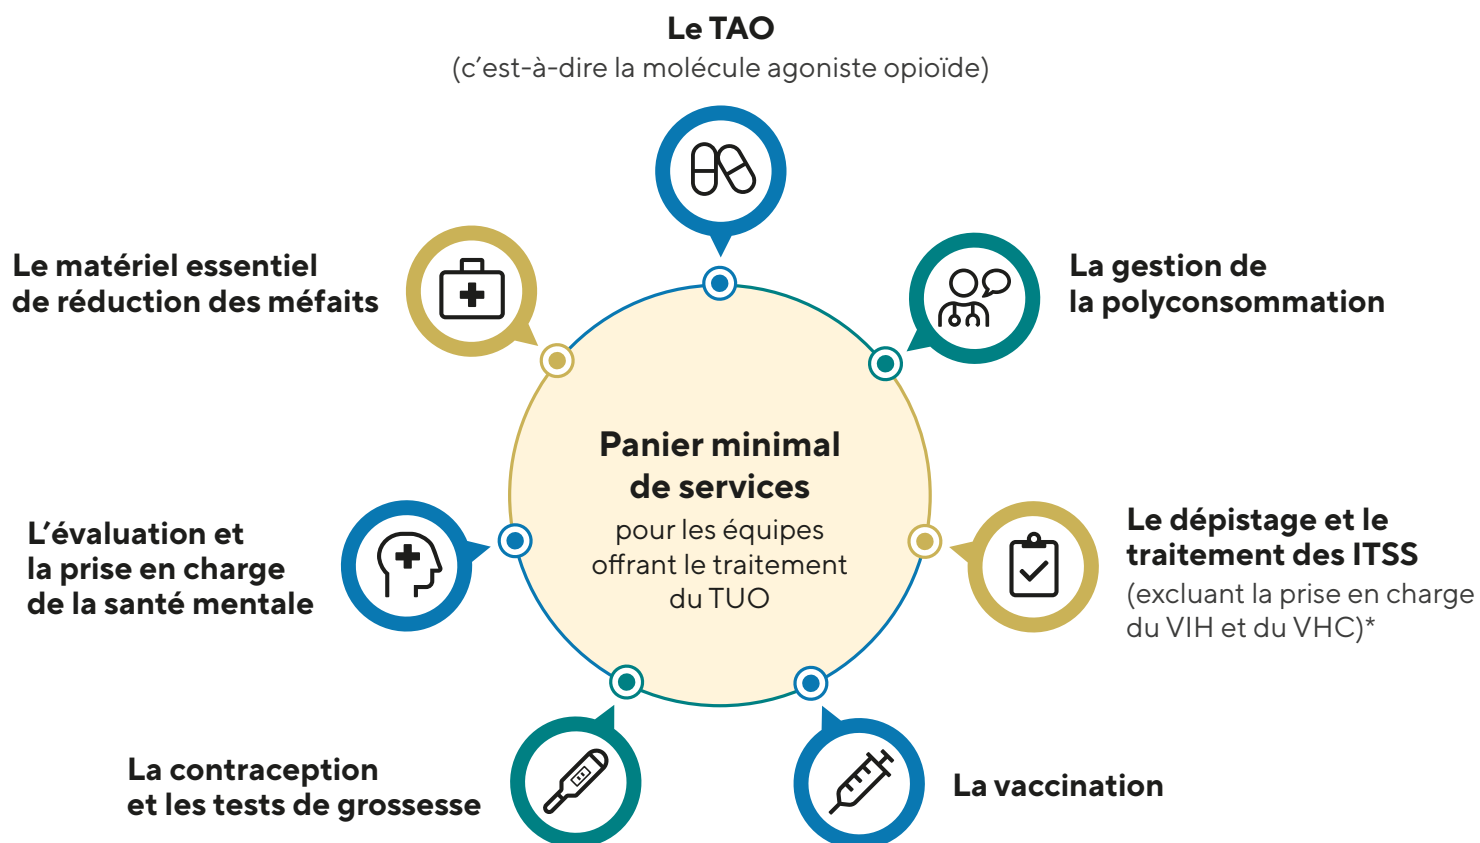 Le TAO
(c'est-à-dire la molécule agoniste opioïde)
La gestion de
la polyconsommation
Le dépistage et le
traitement des ITSS
(excluant la prise en charge
du VIH et du VHC)*
La vaccination
La contraception
et les tests de grossesse
L'évaluation et
la prise en charge
de la santé mentale
Le matériel essentiel
de réduction des méfaits
Panier minimal
de services
pour les équipes
offrant le traitement
du TUO